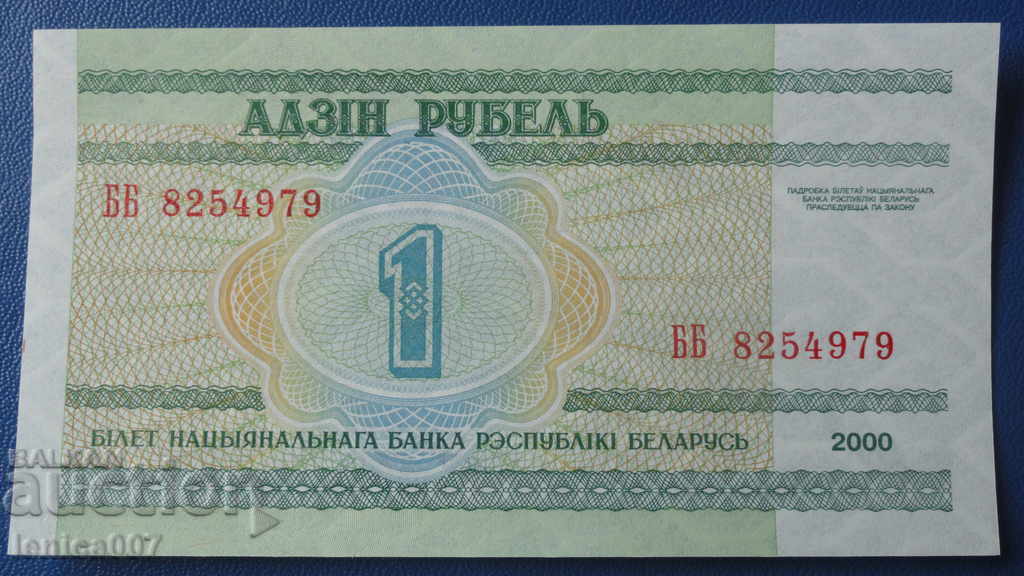 АДЗІН РУБЕЛЬ
ББ 8254979
ПАДРОБКА БІЛЕТАЎ НАЦЫЯНАЛЬНАГА
БАНКА РЭСПУБЛІКІ БЕЛАРУСЬ
ПРАСЛЕДУЕЦЦА ПА ЗАКОНУ
1
ББ 8254979
БІЛЕТ НАЦЫЯНАЛЬНАГА БАНКА РЭСПУБЛІКІ БЕЛАРУСЬ 2000
BALKAN
auction
lenica007